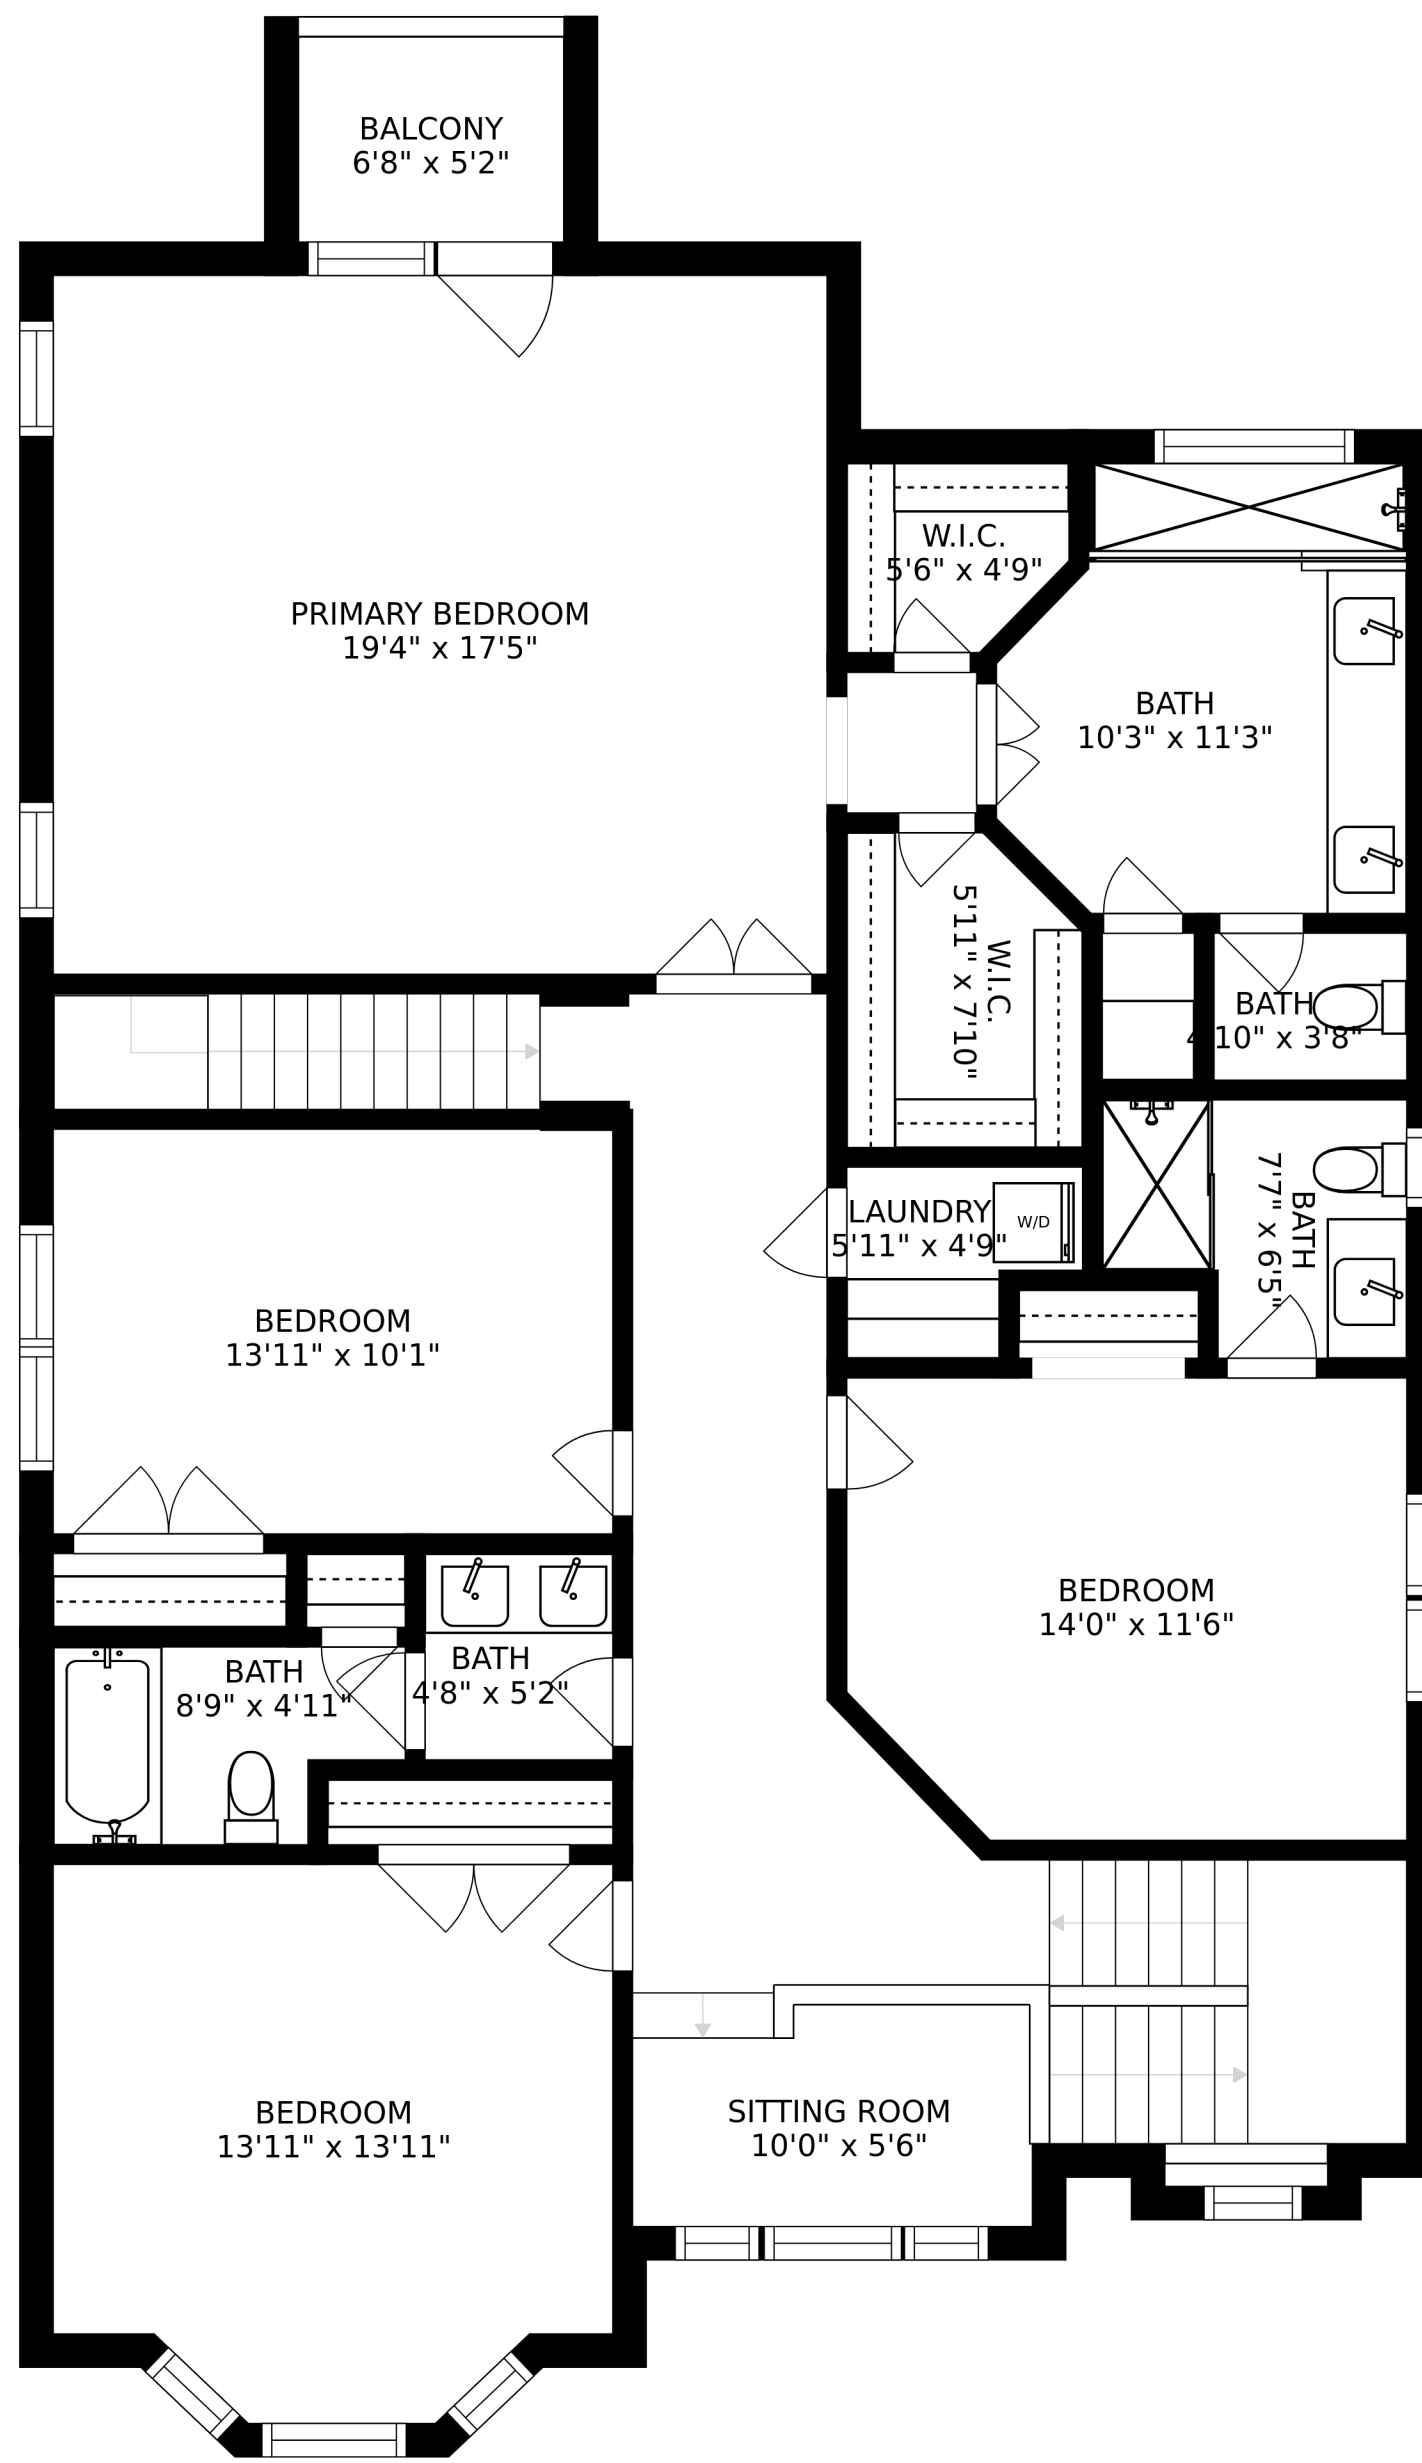 BALCONY
6'8" x 5'2"
PRIMARY BEDROOM
19'4" x 17'5"
W.I.C.
5'6" x 4'9"
BATH
10'3" x 11'3"
W.I.C.
5'11" x 7'10"
BATH
4'10" x 3'8"
LAUNDRY
5'11" x 4'9"
W/D
BATH
7'7" x 6'5"
BEDROOM
13'11" x 10'1"
BEDROOM
14'0" x 11'6"
BATH
8'9" x 4'11"
BATH
4'8" x 5'2"
BEDROOM
13'11" x 13'11"
SITTING ROOM
10'0" x 5'6"